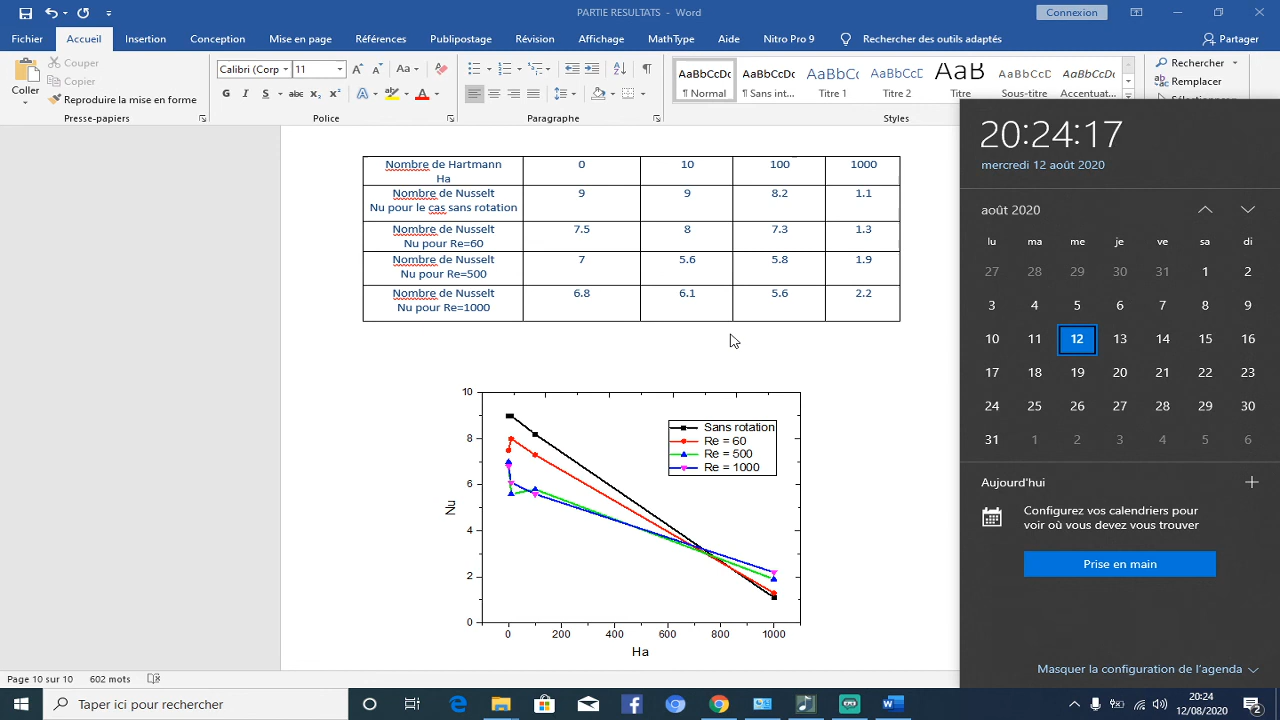 PARTIE RESULTATS - Word
Connexion
Fichier Accueil Insertion Conception Mise en page Références Publipostage Révision Affichage MathType Aide Nitro Pro 9 Rechercher des outils adaptés Partager
Coller
Couper
Copier
Reproduire la mise en forme
Presse-papiers
Calibri (Corp 11
Police
Paragraphe
AaBbCcDc AaBbCcDc AaBbCc AaBbCcD AaB AaBbCcD AaBbCcDc
¶ Normal ¶ Sans int... Titre 1 Titre 2 Titre Sous-titre Accentuat...
Styles
Rechercher
Remplacer
Nombre de Hartmann Ha 0 10 100 1000
Nombre de Nusselt Nu pour le cas sans rotation 9 9 8.2 1.1
Nombre de Nusselt Nu pour Re=60 7.5 8 7.3 1.3
Nombre de Nusselt Nu pour Re=500 7 5.6 5.8 1.9
Nombre de Nusselt Nu pour Re=1000 6.8 6.1 5.6 2.2
10
8
6
4
2
0
Nu
Sans rotation
Re = 60
Re = 500
Re = 1000
0 200 400 600 800 1000
Ha
20:24:17
mercredi 12 août 2020
août 2020
lu ma me je ve sa di
27 28 29 30 31 1 2
3 4 5 6 7 8 9
10 11 12 13 14 15 16
17 18 19 20 21 22 23
24 25 26 27 28 29 30
31 1 2 3 4 5 6
Aujourd'hui
Configurez vos calendriers pour
voir où vous devez vous trouver
Prise en main
Masquer la configuration de l'agenda
Page 10 sur 10 602 mots
Taper ici pour rechercher
20:24
12/08/2020
2